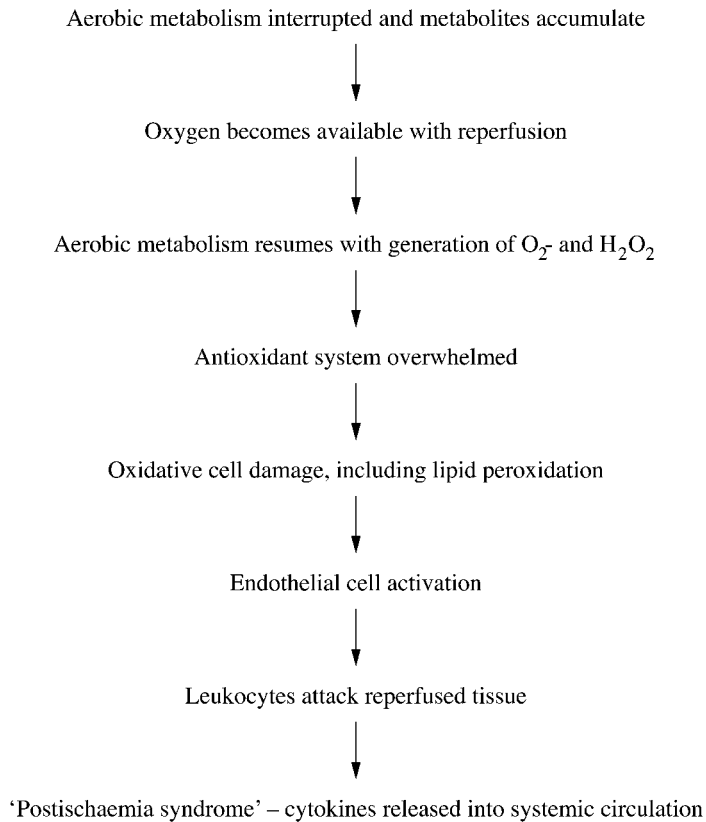 Aerobic metabolism interrupted and metabolites accumulate
Oxygen becomes available with reperfusion
Aerobic metabolism resumes with generation of O₂- and H₂O₂
Antioxidant system overwhelmed
Oxidative cell damage, including lipid peroxidation
Endothelial cell activation
Leukocytes attack reperfused tissue
‘Postischaemia syndrome’ – cytokines released into systemic circulation